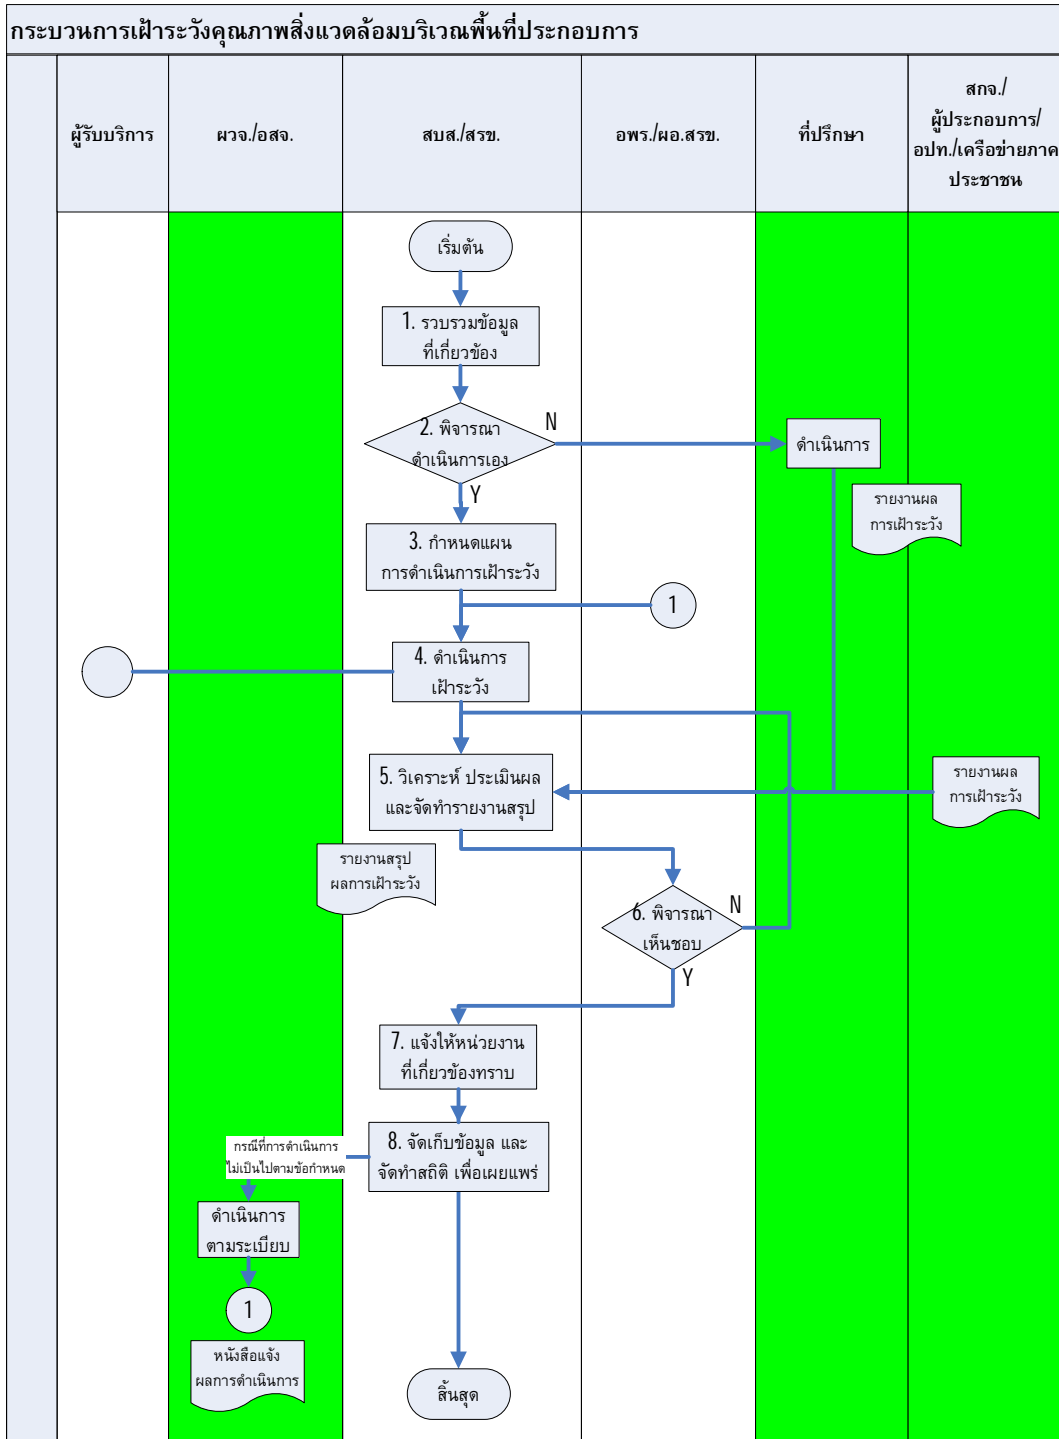 กระบวนการเฝ้าระวังคุณภาพสิ่งแวดล้อมบริเวณพื้นที่ประกอบการ
ผู้รับบริการ
ผวจ./อสจ.
สบส./สรข.
อพร./ผอ.สรข.
ที่ปรึกษา
สกจ./
ผู้ประกอบการ/
อปท./เครือข่ายภาค
ประชาชน
เริ่มต้น
1. รวบรวมข้อมูล
ที่เกี่ยวข้อง
2. พิจารณา
ดำเนินการเอง
N
Y
ดำเนินการ
รายงานผล
การเฝ้าระวัง
3. กำหนดแผน
การดำเนินการเฝ้าระวัง
1
4. ดำเนินการ
เฝ้าระวัง
5. วิเคราะห์ ประเมินผล
และจัดทำรายงานสรุป
รายงานผล
การเฝ้าระวัง
รายงานสรุป
ผลการเฝ้าระวัง
6. พิจารณา
เห็นชอบ
N
Y
7. แจ้งให้หน่วยงาน
ที่เกี่ยวข้องทราบ
8. จัดเก็บข้อมูล และ
จัดทำสถิติ เพื่อเผยแพร่
กรณีที่การดำเนินการ
ไม่เป็นไปตามข้อกำหนด
ดำเนินการ
ตามระเบียบ
1
หนังสือแจ้ง
ผลการดำเนินการ
สิ้นสุด